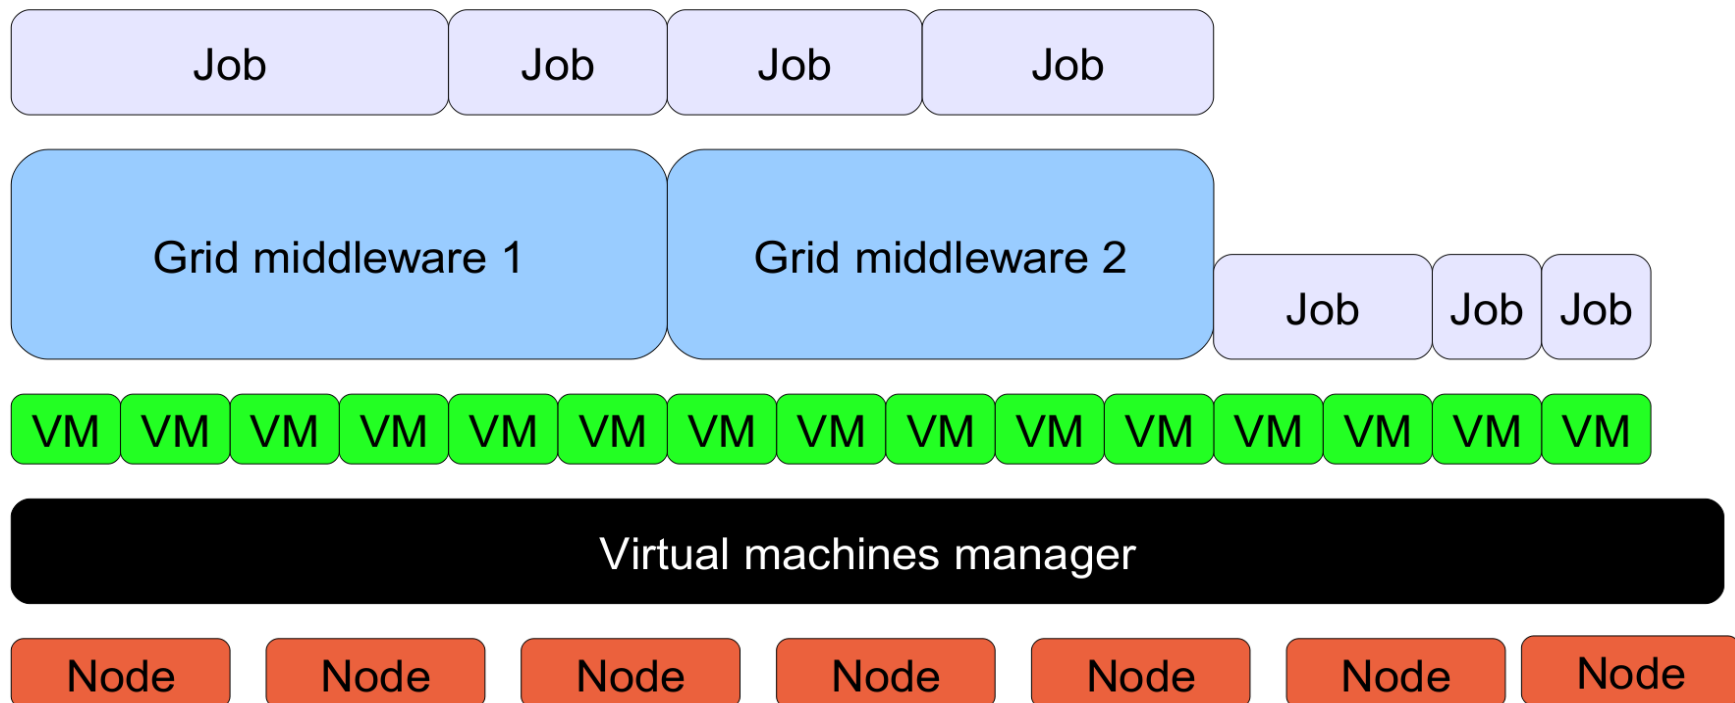 Job Job Job Job
Grid middleware 1 Grid middleware 2
Job Job Job
VM VM VM VM VM VM VM VM VM VM VM VM VM VM VM
Virtual machines manager
Node Node Node Node Node Node Node